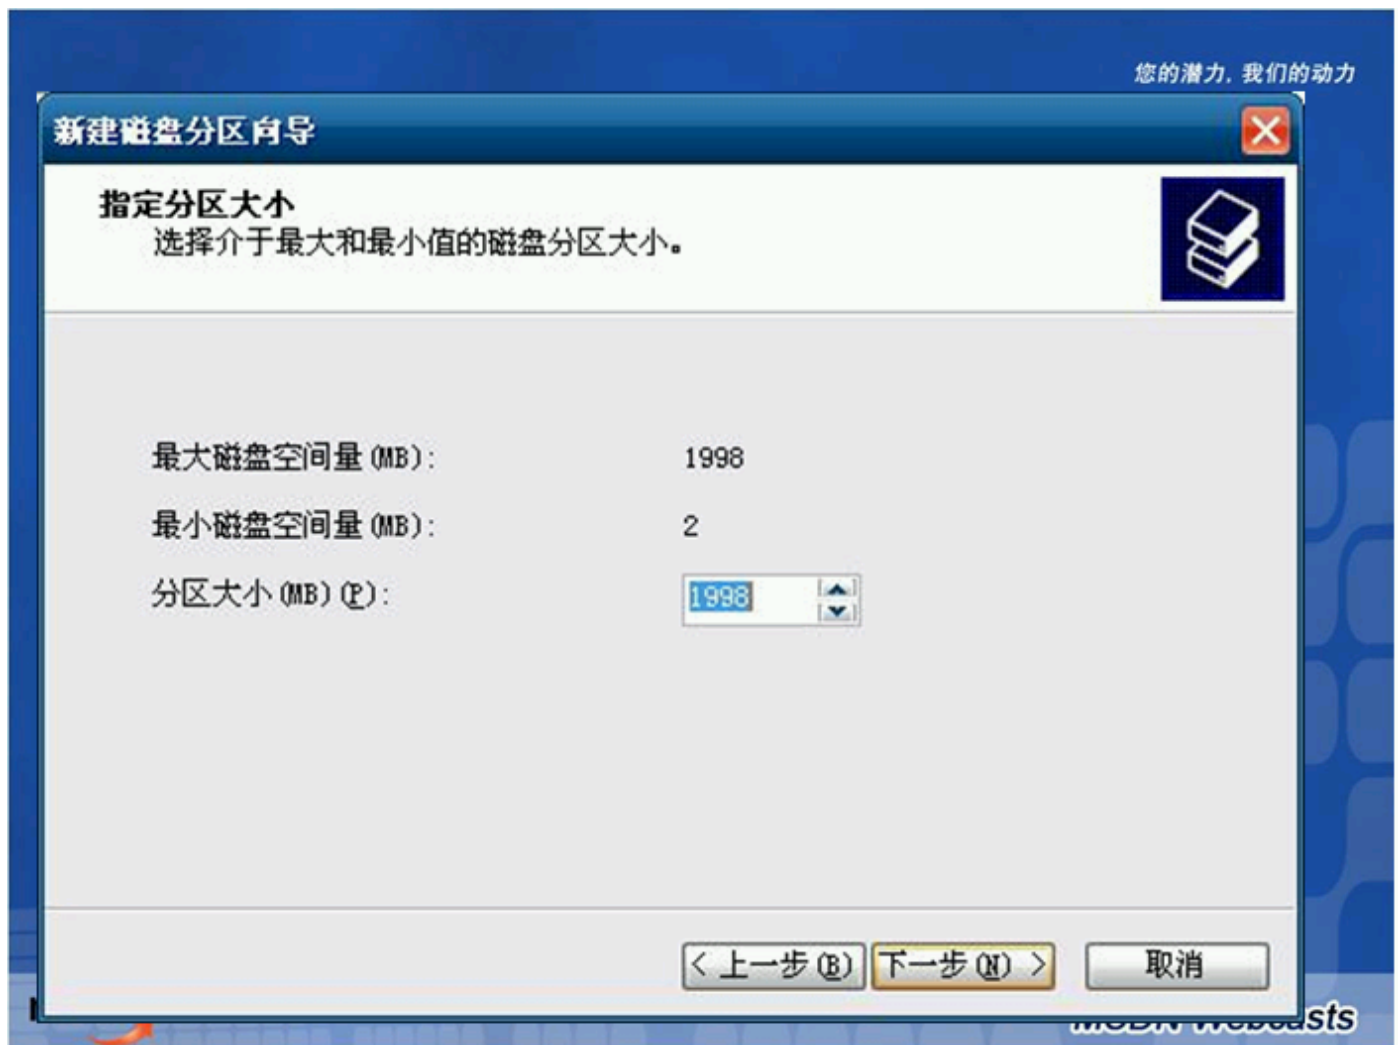 您的潜力，我们的动力
新建磁盘分区向导
指定分区大小
选择介于最大和最小值的磁盘分区大小。
最大磁盘空间量(MB): 1998
最小磁盘空间量(MB): 2
分区大小(MB)(P): 1998
< 上一步(B) 下一步(N) > 取消
MSDN Webcasts